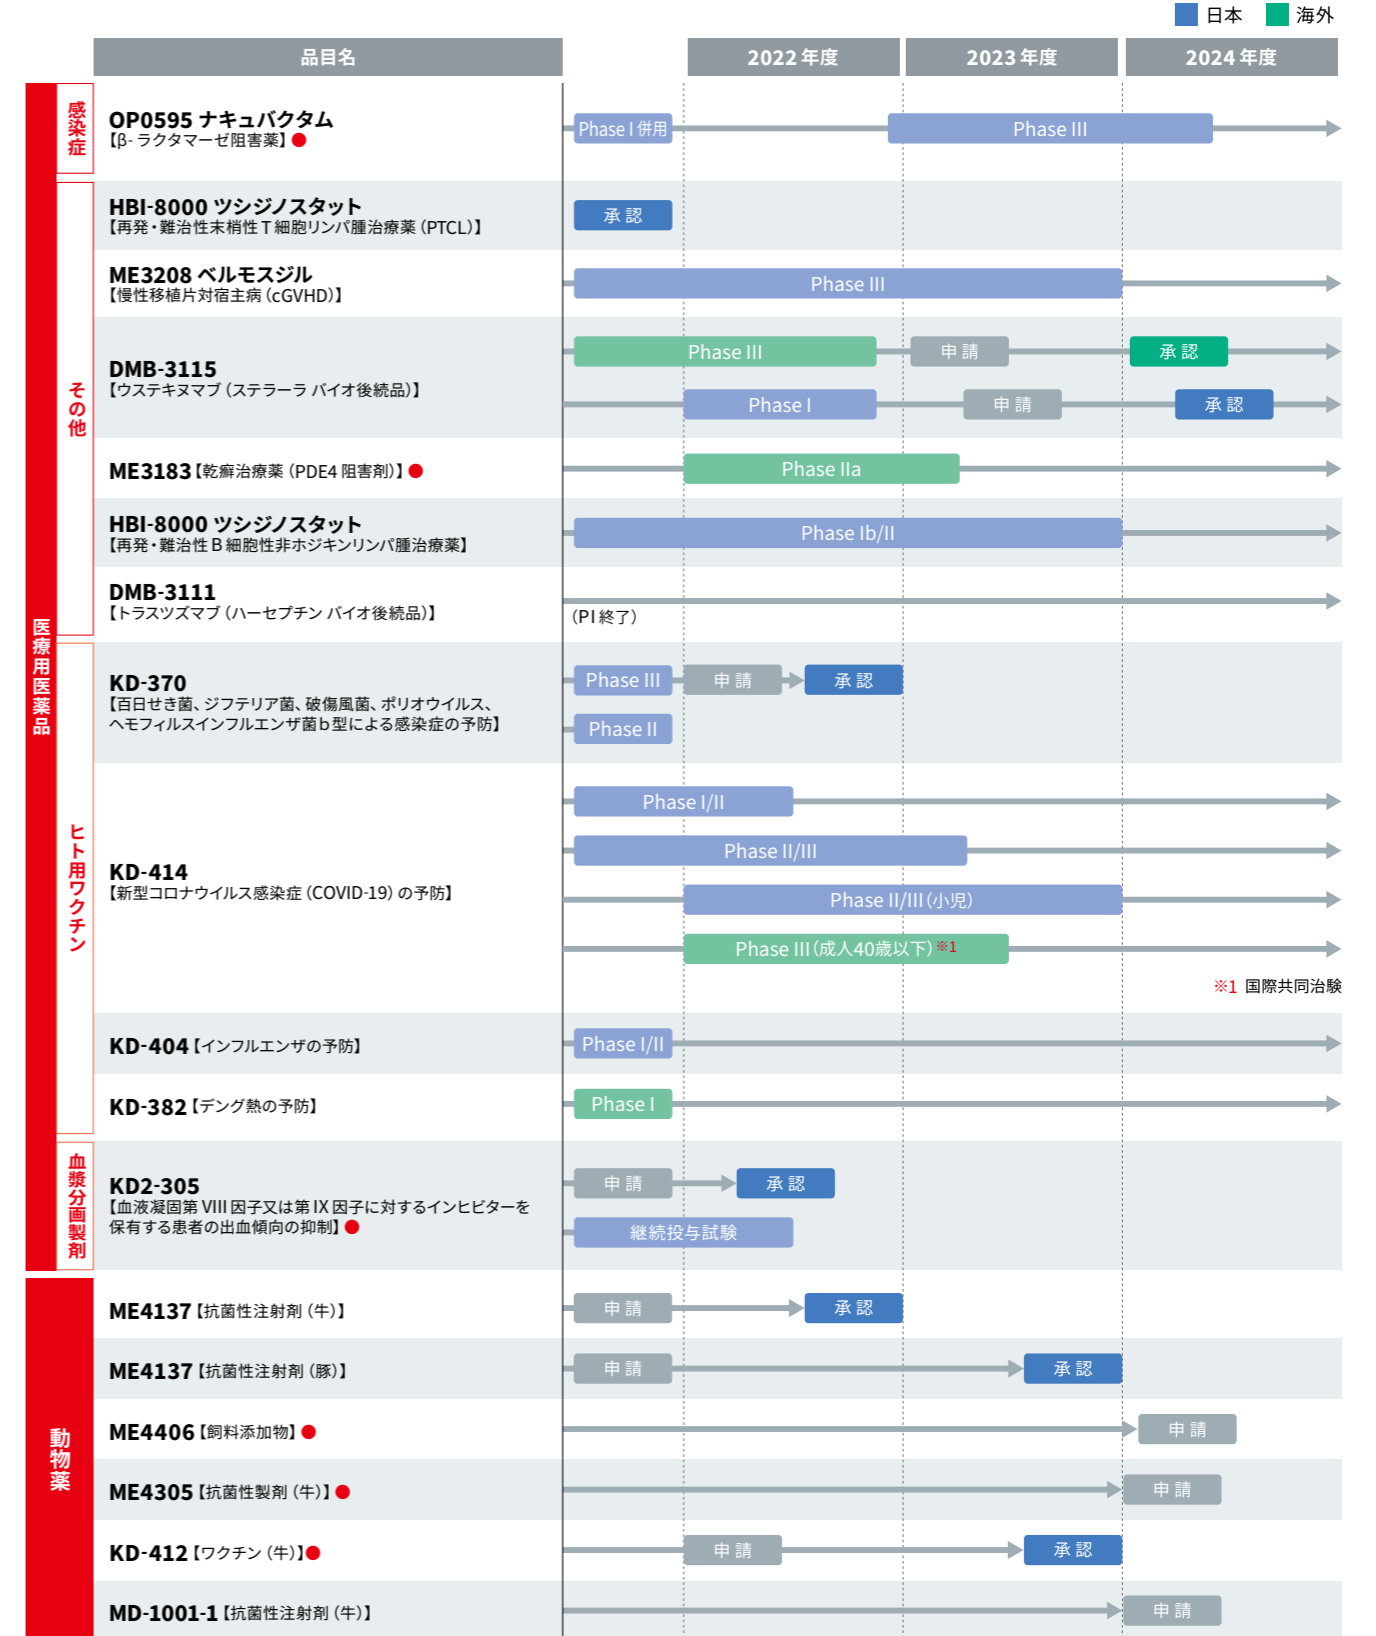 日本 海外
品目名 2022年度 2023年度 2024年度
医療用医薬品
感染症
OP0595 ナキュバクタム
【β-ラクタマーゼ阻害薬】●
Phase I 併用 Phase III
その他
HBI-8000 ツシジノスタット
【再発・難治性末梢性T細胞リンパ腫治療薬（PTCL）】
承認
ME3208 ベルモスジル
【慢性移植片対宿主病（cGVHD）】
Phase III
DMB-3115
【ウステキヌマブ（ステラーラ バイオ後続品）】
Phase III 申請 承認
Phase I 申請 承認
ME3183【乾癬治療薬（PDE4阻害剤）】●
Phase IIa
HBI-8000 ツシジノスタット
【再発・難治性B細胞性非ホジキンリンパ腫治療薬】
Phase Ib/II
DMB-3111
【トラスツズマブ（ハーセプチン バイオ後続品）】
（PI終了）
ヒト用ワクチン
KD-370
【百日せき菌、ジフテリア菌、破傷風菌、ポリオウイルス、
ヘモフィルスインフルエンザ菌b型による感染症の予防】
Phase III 申請 承認
Phase II
KD-414
【新型コロナウイルス感染症（COVID-19）の予防】
Phase I/II
Phase II/III
Phase II/III（小児）
Phase III（成人40歳以下）※1
※1 国際共同治験
KD-404【インフルエンザの予防】
Phase I/II
KD-382【デング熱の予防】
Phase I
血漿分画製剤
KD2-305
【血液凝固第VIII因子又は第IX因子に対するインヒビターを
保有する患者の出血傾向の抑制】●
申請 承認
継続投与試験
動物薬
ME4137【抗菌性注射剤（牛）】
申請 承認
ME4137【抗菌性注射剤（豚）】
申請 承認
ME4406【飼料添加物】●
申請
ME4305【抗菌性製剤（牛）】●
申請
KD-412【ワクチン（牛）】●
申請 承認
MD-1001-1【抗菌性注射剤（牛）】
申請